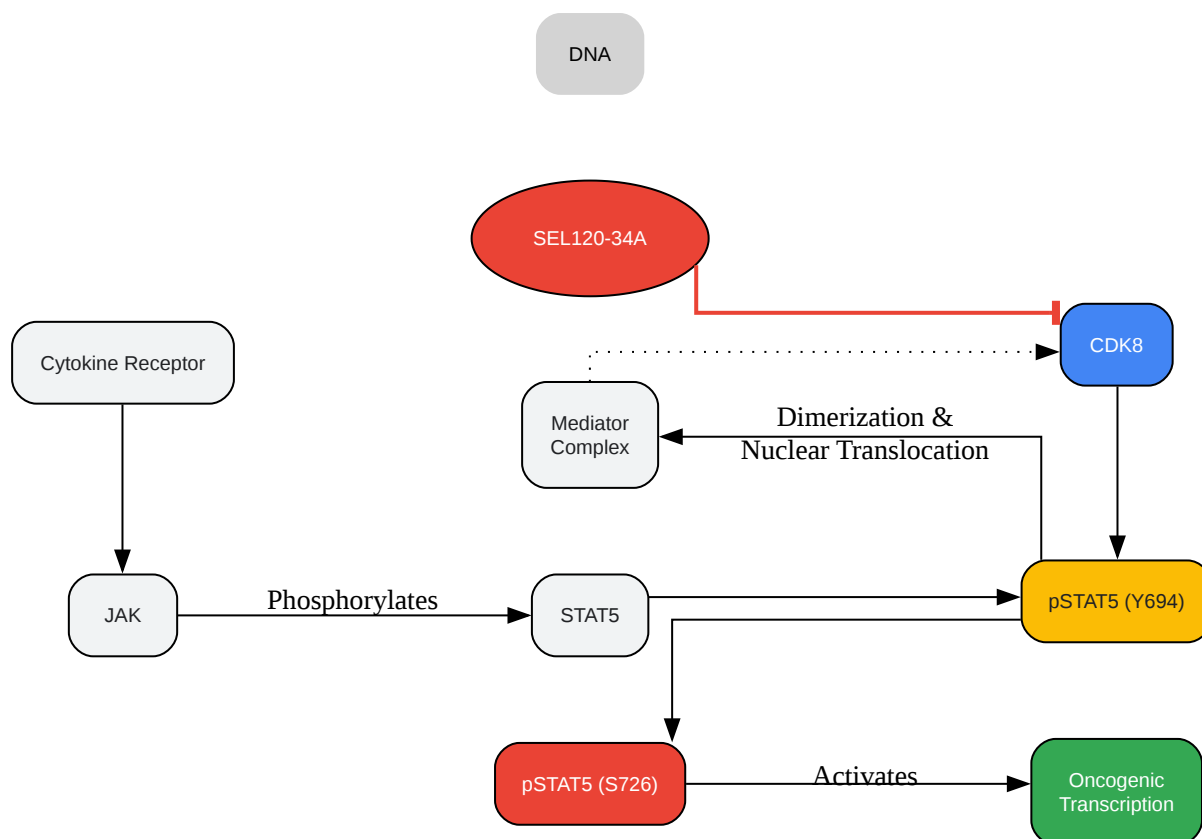 DNA
SEL120-34A
Cytokine Receptor
CDK8
Mediator
Complex
Dimerization &
Nuclear Translocation
JAK
Phosphorylates
STAT5
pSTAT5 (Y694)
pSTAT5 (S726)
Activates
Oncogenic
Transcription